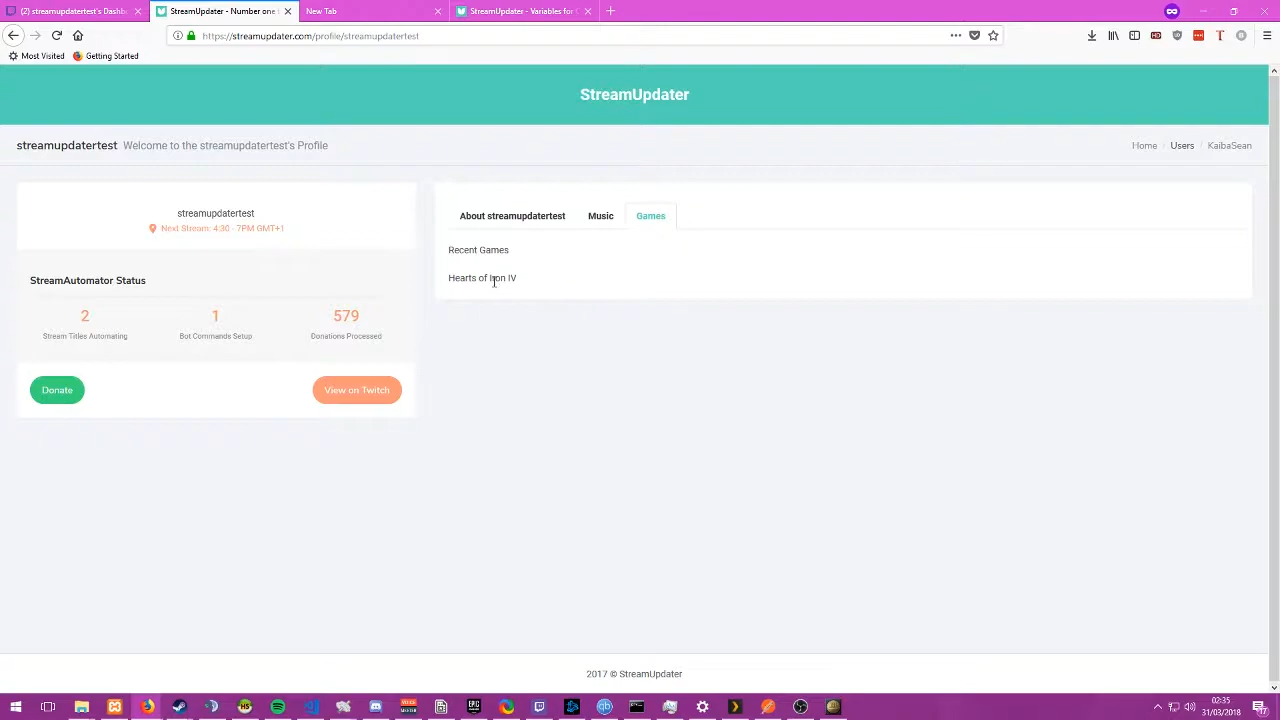 (2) streamupdatertest's Dashb
StreamUpdater - Number one
New Tab
StreamUpdater - Variables for
https://streamupdater.com/profile/streamupdatertest
Most Visited
Getting Started
StreamUpdater
streamupdatertest Welcome to the streamupdatertest's Profile
Home / Users / KaibaSean
streamupdatertest
Next Stream: 4:30 - 7PM GMT+1
StreamAutomator Status
2 1 579
Stream Titles Automating Bot Commands Setup Donations Processed
Donate View on Twitch
About streamupdatertest Music Games
Recent Games
Hearts of Iron IV
2017 © StreamUpdater
02:35
31/03/2018